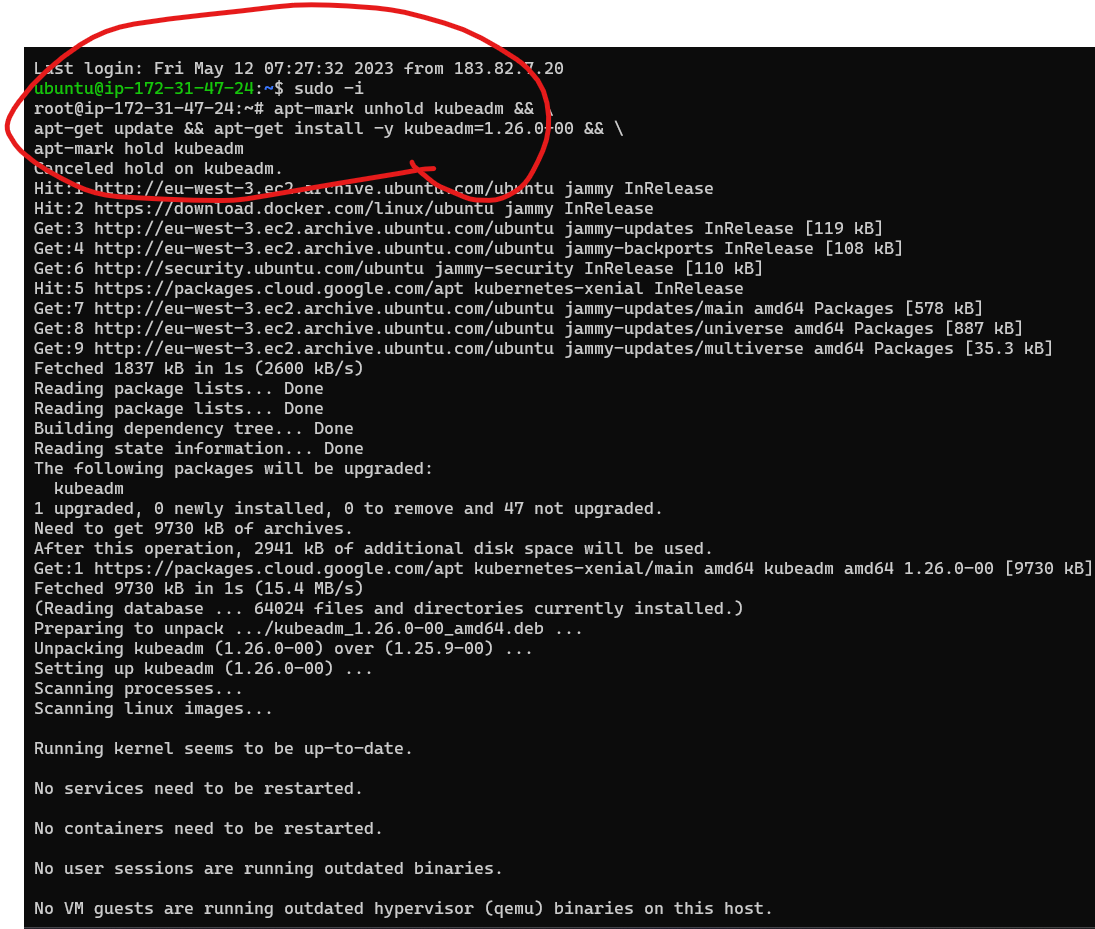 Last login: Fri May 12 07:27:32 2023 from 183.82.7.20
ubuntu@ip-172-31-47-24:~$ sudo -i
root@ip-172-31-47-24:~# apt-mark unhold kubeadm && \
apt-get update && apt-get install -y kubeadm=1.26.0-00 && \
apt-mark hold kubeadm
Canceled hold on kubeadm.
Hit:1 http://eu-west-3.ec2.archive.ubuntu.com/ubuntu jammy InRelease
Hit:2 https://download.docker.com/linux/ubuntu jammy InRelease
Get:3 http://eu-west-3.ec2.archive.ubuntu.com/ubuntu jammy-updates InRelease [119 kB]
Get:4 http://eu-west-3.ec2.archive.ubuntu.com/ubuntu jammy-backports InRelease [108 kB]
Get:6 http://security.ubuntu.com/ubuntu jammy-security InRelease [110 kB]
Hit:5 https://packages.cloud.google.com/apt kubernetes-xenial InRelease
Get:7 http://eu-west-3.ec2.archive.ubuntu.com/ubuntu jammy-updates/main amd64 Packages [578 kB]
Get:8 http://eu-west-3.ec2.archive.ubuntu.com/ubuntu jammy-updates/universe amd64 Packages [887 kB]
Get:9 http://eu-west-3.ec2.archive.ubuntu.com/ubuntu jammy-updates/multiverse amd64 Packages [35.3 kB]
Fetched 1837 kB in 1s (2600 kB/s)
Reading package lists... Done
Reading package lists... Done
Building dependency tree... Done
Reading state information... Done
The following packages will be upgraded:
  kubeadm
1 upgraded, 0 newly installed, 0 to remove and 47 not upgraded.
Need to get 9730 kB of archives.
After this operation, 2941 kB of additional disk space will be used.
Get:1 https://packages.cloud.google.com/apt kubernetes-xenial/main amd64 kubeadm amd64 1.26.0-00 [9730 kB]
Fetched 9730 kB in 1s (15.4 MB/s)
(Reading database ... 64024 files and directories currently installed.)
Preparing to unpack .../kubeadm_1.26.0-00_amd64.deb ...
Unpacking kubeadm (1.26.0-00) over (1.25.9-00) ...
Setting up kubeadm (1.26.0-00) ...
Scanning processes...
Scanning linux images...
Running kernel seems to be up-to-date.
No services need to be restarted.
No containers need to be restarted.
No user sessions are running outdated binaries.
No VM guests are running outdated hypervisor (qemu) binaries on this host.